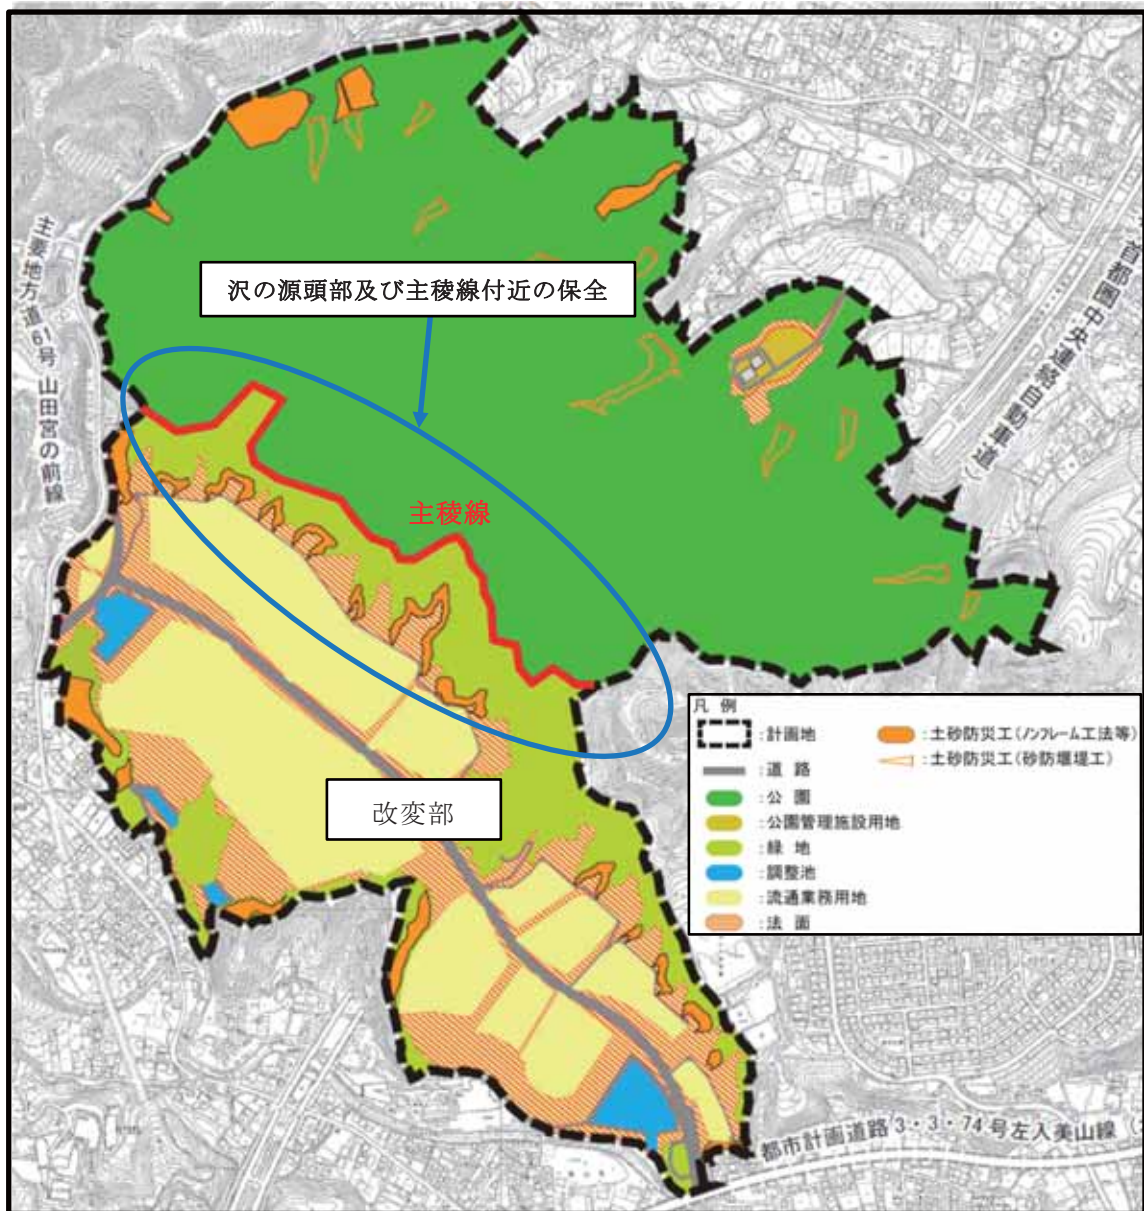 沢の源頭部及び主稜線付近の保全
主要地方道61号 山田宮の前線
首都圏中央連絡自動車道)
主稜線
改変部
凡 例
:計画地
:道 路
:公 園
:公園管理施設用地
:緑 地
:調整池
:流通業務用地
:法 面
:土砂防災工(ノンフレーム工法等)
:土砂防災工(砂防堰堤工)
都市計画道路3・3・74号左入美山線